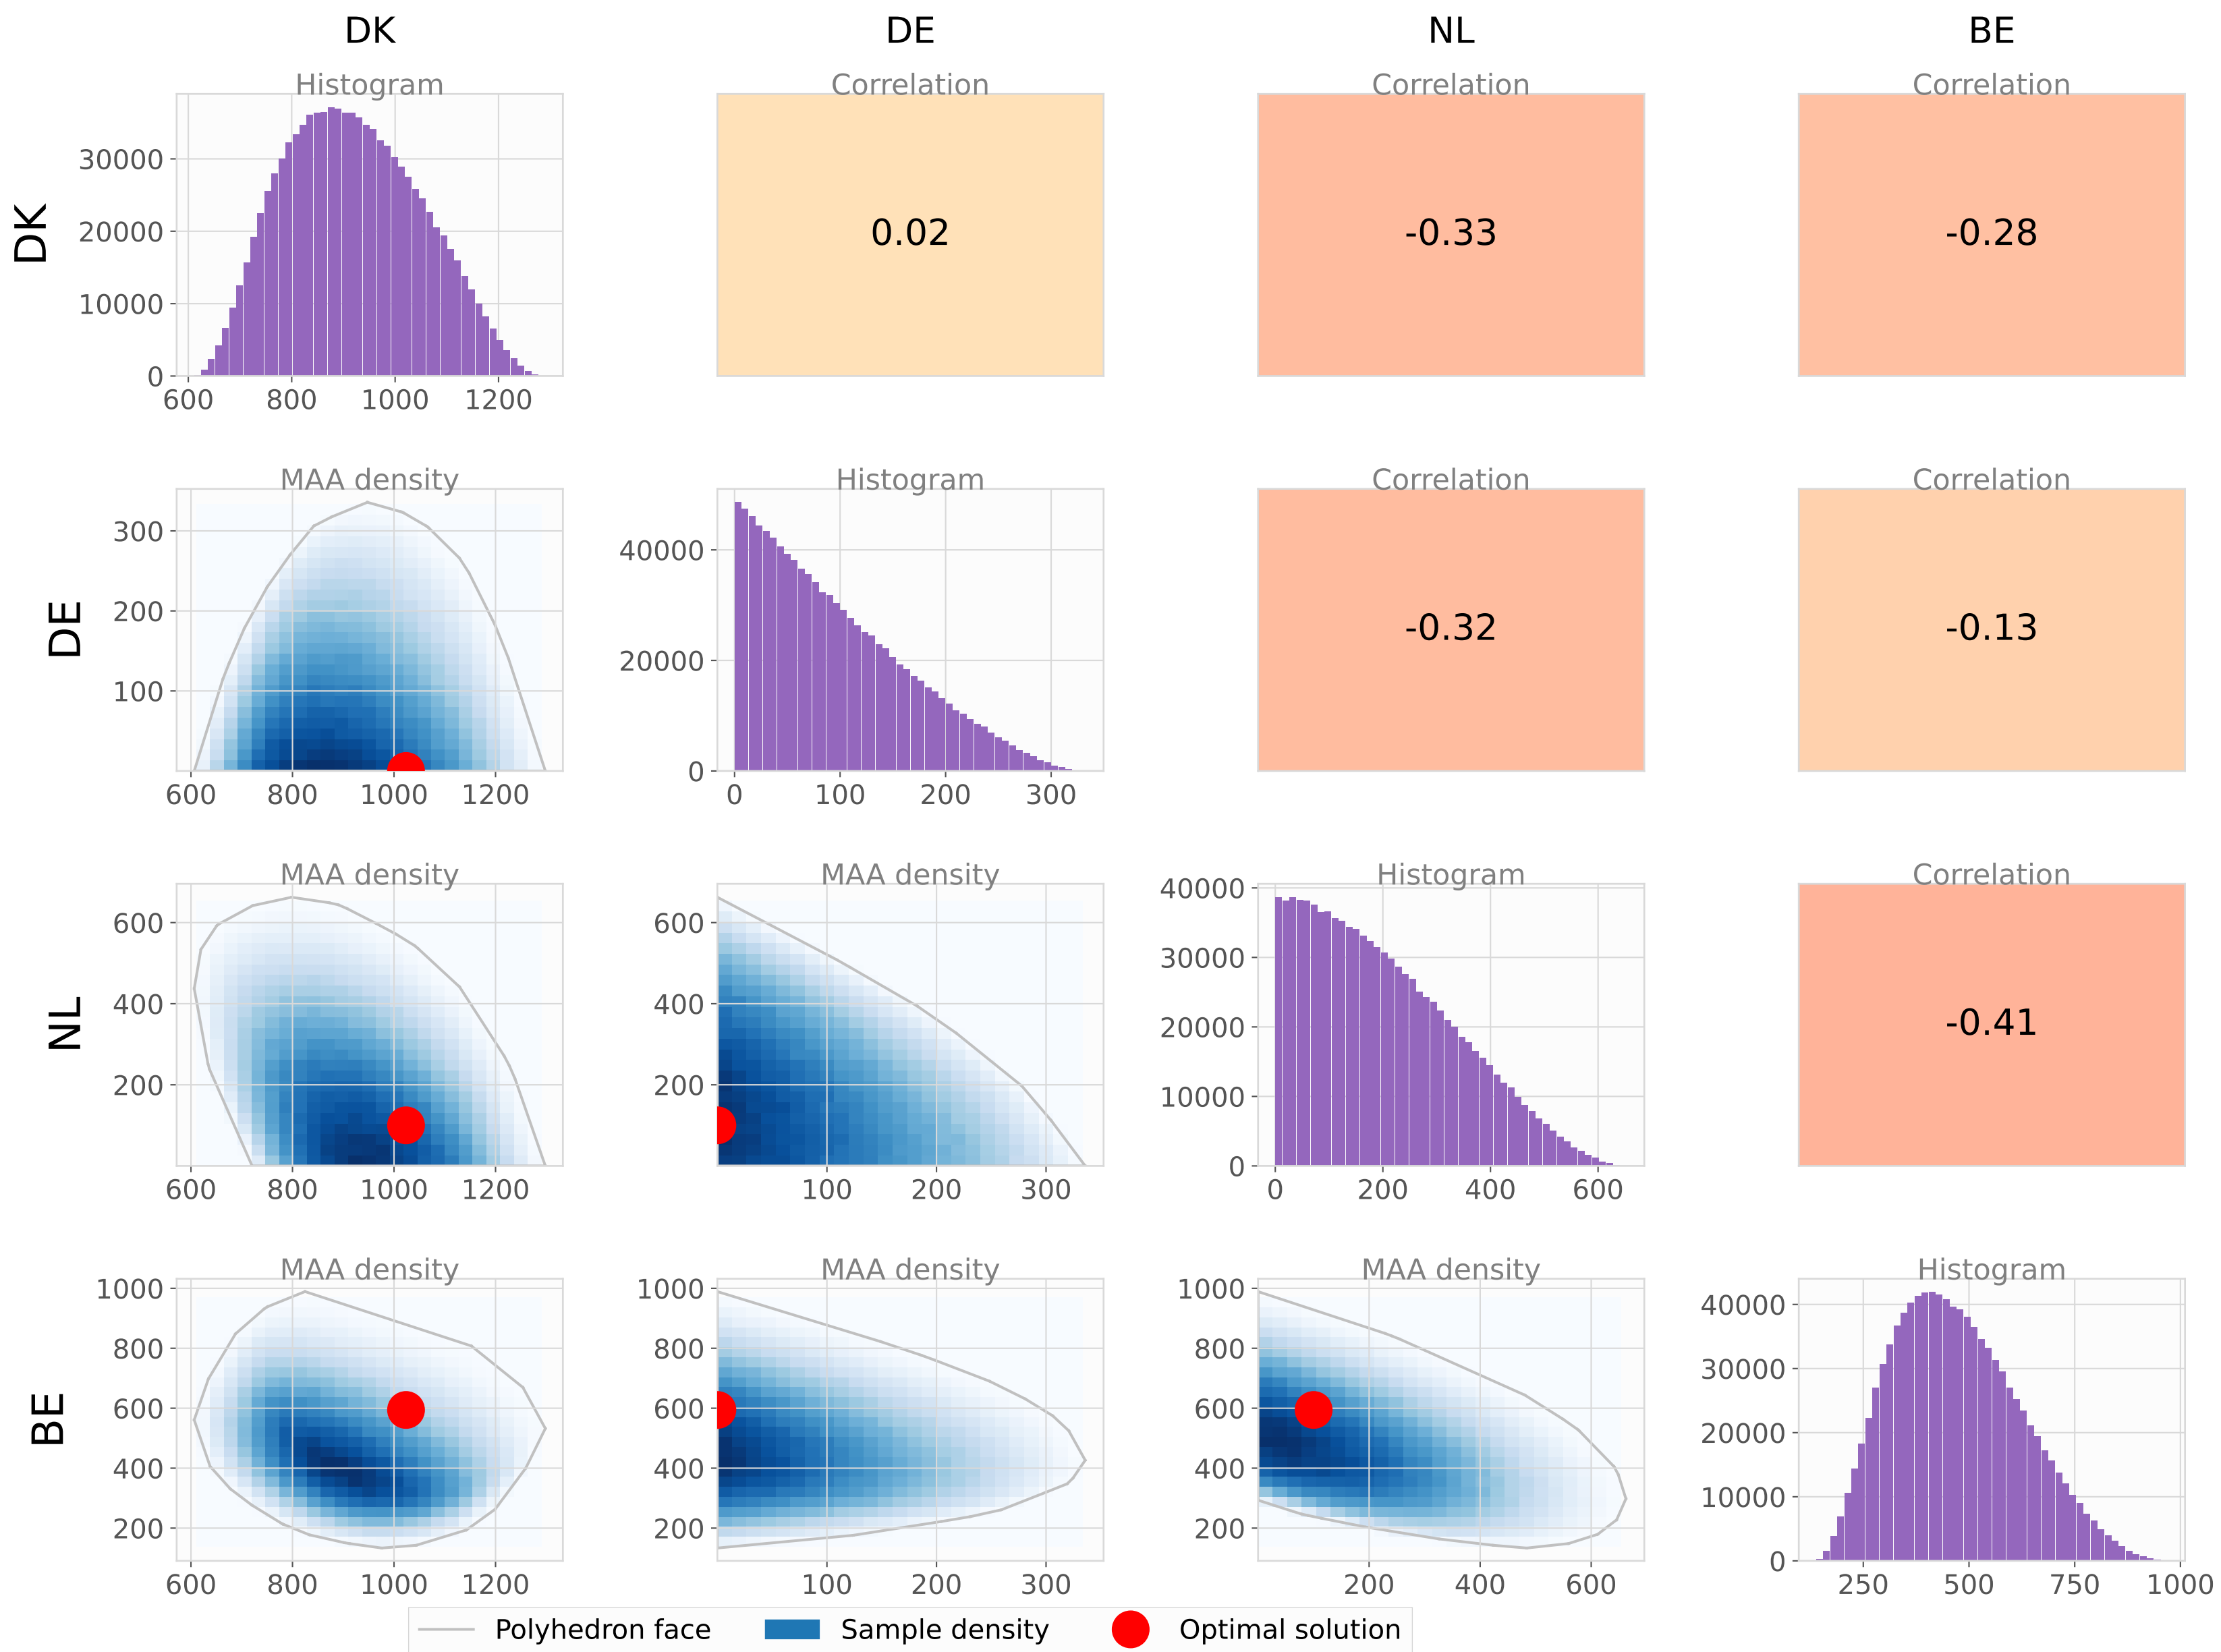 DK DE NL BE
Histogram Correlation Correlation Correlation
DK
30000
20000
10000
0
600 800 1000 1200
0.02
-0.33
-0.28
MAA density Histogram Correlation Correlation
DE
300
200
100
600 800 1000 1200
40000
20000
0
0 100 200 300
-0.32
-0.13
MAA density MAA density Histogram Correlation
NL
600
400
200
600 800 1000 1200
600
400
200
100 200 300
40000
30000
20000
10000
0
0 200 400 600
-0.41
MAA density MAA density MAA density Histogram
BE
1000
800
600
400
200
600 800 1000 1200
1000
800
600
400
200
100 200 300
1000
800
600
400
200
200 400 600
40000
30000
20000
10000
0
250 500 750 1000
Polyhedron face Sample density Optimal solution